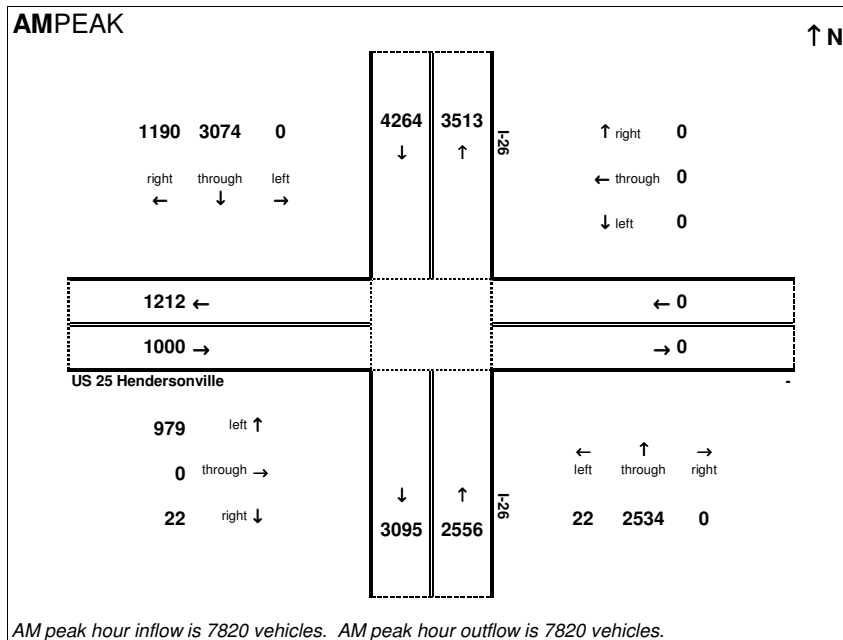 AMPEAK
↑ N
1190 3074 0
right through left
← ↓ →
4264 3513
↓ ↑
I-26
↑ right 0
← through 0
↓ left 0
1212 ←
1000 →
← 0
→ 0
US 25 Hendersonville
-
979 left ↑
0 through →
22 right ↓
↓ ↑
3095 2556
I-26
← ↑ →
left through right
22 2534 0
AM peak hour inflow is 7820 vehicles. AM peak hour outflow is 7820 vehicles.